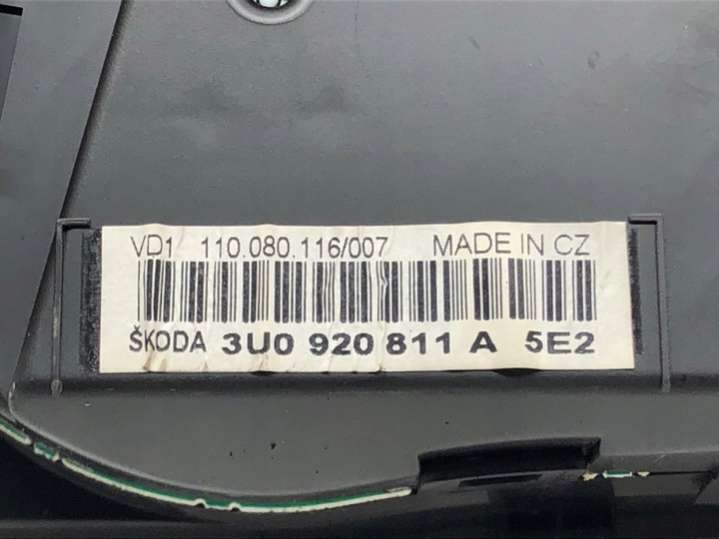 VD1 110.080.116/007 MADE IN CZ
ŠKODA 3U0 920 811 A 5E2